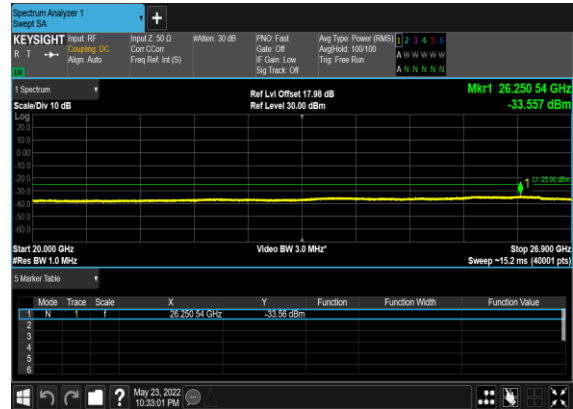 Spectrum Analyzer 1
Swept SA
KEYSIGHT Input: RF Input Z: 50 Ω #Atten: 30 dB PNO: Fast Avg Type: Power (RMS) 1 2 3 4 5 6
R T Coupling: DC Corr CCorr Gate: Off Avg|Hold: 100/100 A W W W W W
Align: Auto Freq Ref: Int (S) IF Gain: Low Trig: Free Run
LW Sig Track: Off A N N N N N
1 Spectrum Ref Lvl Offset 17.98 dB Mkr1 26.250 54 GHz
Scale/Div 10 dB Ref Level 30.00 dBm -33.557 dBm
Log
20.0
10.0
0.00
-10.0
-20.0
1 L1 -25.00 dBm
-30.0
-40.0
-50.0
-60.0
Start 20.000 GHz Video BW 3.0 MHz* Stop 26.900 GHz
#Res BW 1.0 MHz Sweep ~15.2 ms (40001 pts)
5 Marker Table
Mode Trace Scale X Y Function Function Width Function Value
1 N 1 f 26.250 54 GHz -33.56 dBm
2
3
4
5
6
? May 23, 2022
10:33:01 PM